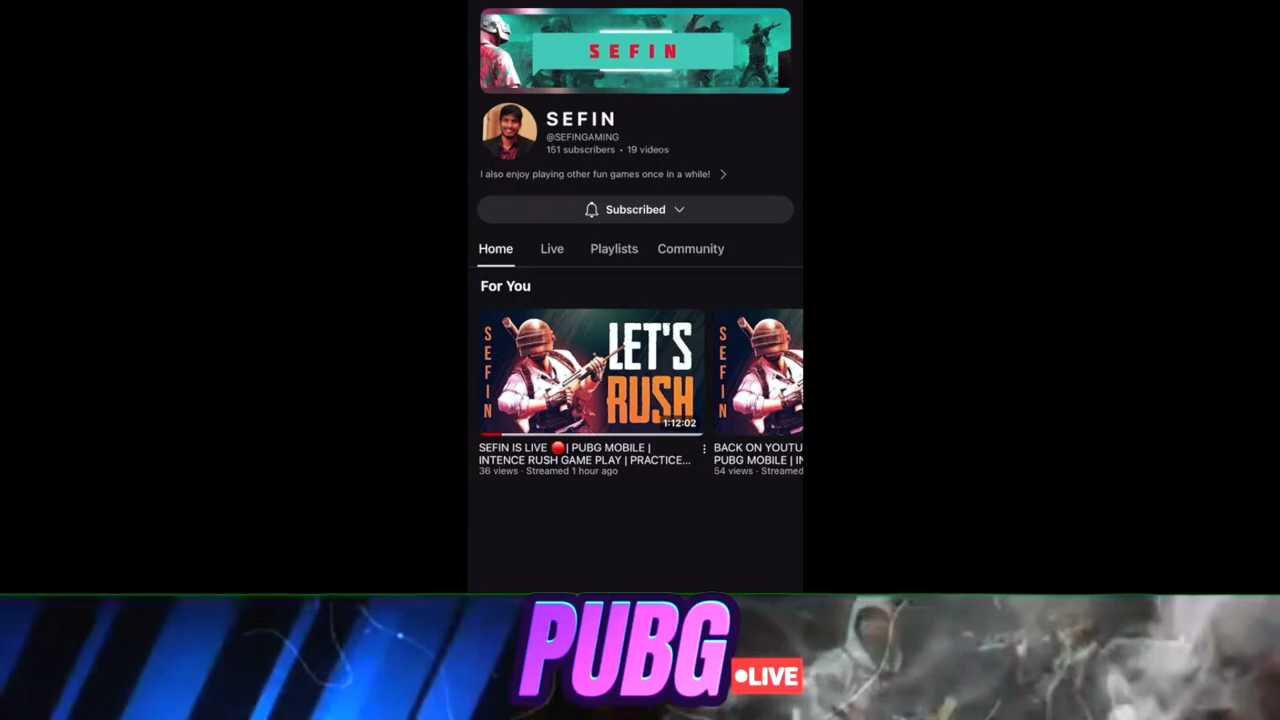 SEFIN
SEFIN
@SEFINGAMING
151 subscribers • 19 videos
I also enjoy playing other fun games once in a while!
Subscribed
Home Live Playlists Community
For You
SEFIN
LET'S
RUSH
1:12:02
SEFIN IS LIVE 🔴| PUBG MOBILE |
INTENCE RUSH GAME PLAY | PRACTICE...
36 views · Streamed 1 hour ago
SEFIN
BACK ON YOUTU
PUBG MOBILE | IN
54 views · Streamed
PUBG
LIVE